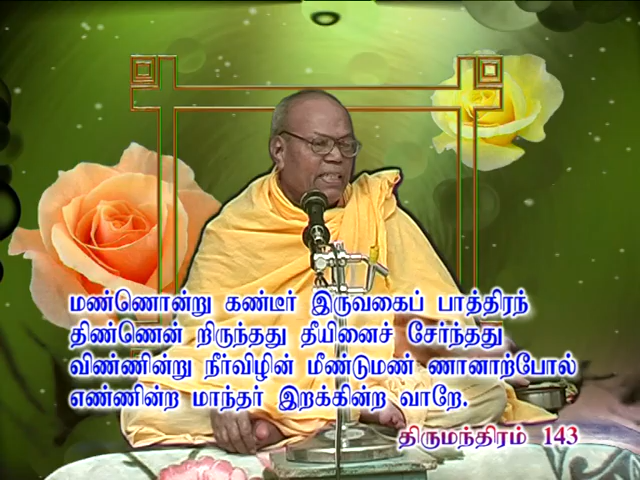 மண்ணொன்று கண்டீர் இருவகைப் பாத்திரந்
திண்ணென் றிருந்தது தீயினைச் சேர்ந்தது
விண்ணின்று நீர்விழின் மீண்டுமண் ணானாற்போல்
எண்ணின்ற மாந்தர் இறக்கின்ற வாறே.
திருமந்திரம் 143